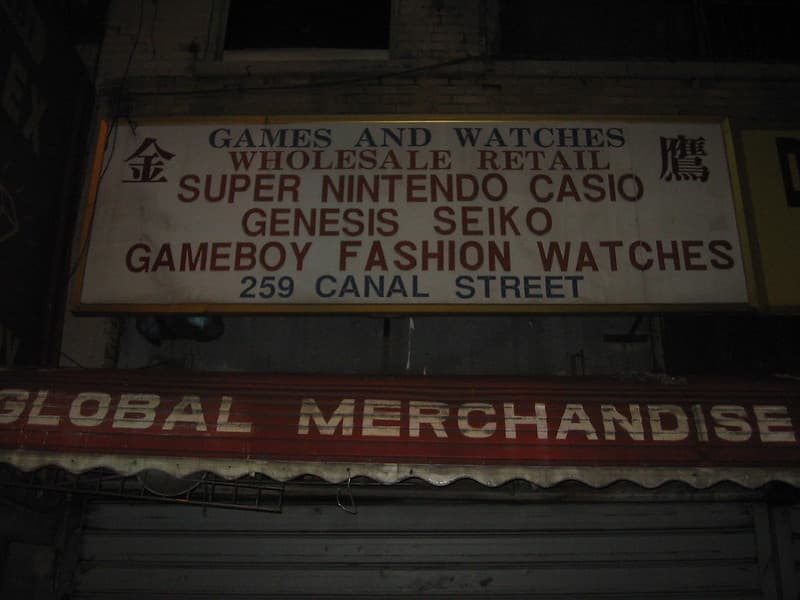 金 鷹
GAMES AND WATCHES
WHOLESALE RETAIL
SUPER NINTENDO CASIO
GENESIS SEIKO
GAMEBOY FASHION WATCHES
259 CANAL STREET
GLOBAL MERCHANDISE